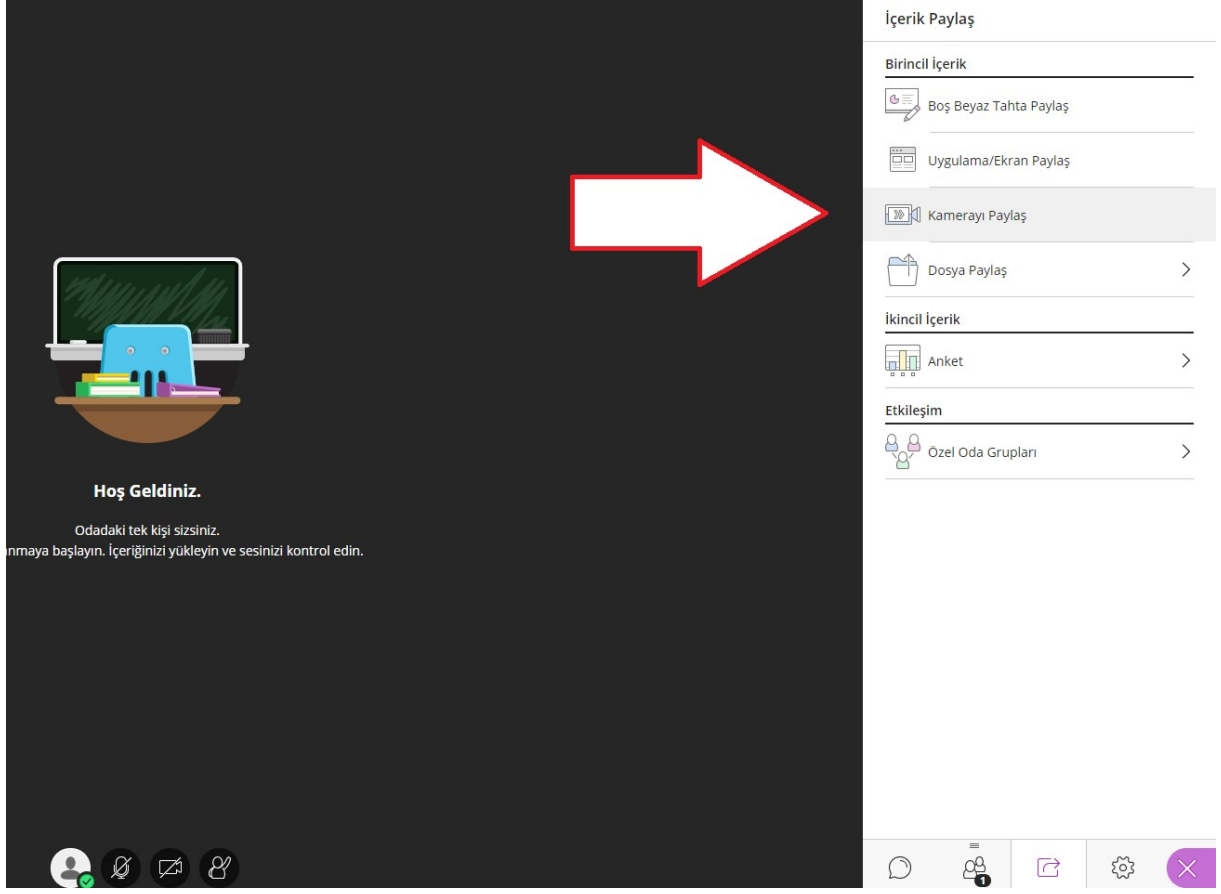 İçerik Paylaş
Birincil İçerik
Boş Beyaz Tahta Paylaş
Uygulama/Ekran Paylaş
Kamerayı Paylaş
Dosya Paylaş
İkincil İçerik
Anket
Etkileşim
Özel Oda Grupları
Hoş Geldiniz.
Odadaki tek kişi sizsiniz.
nmaya başlayın. İçeriğinizi yükleyin ve sesinizi kontrol edin.
1